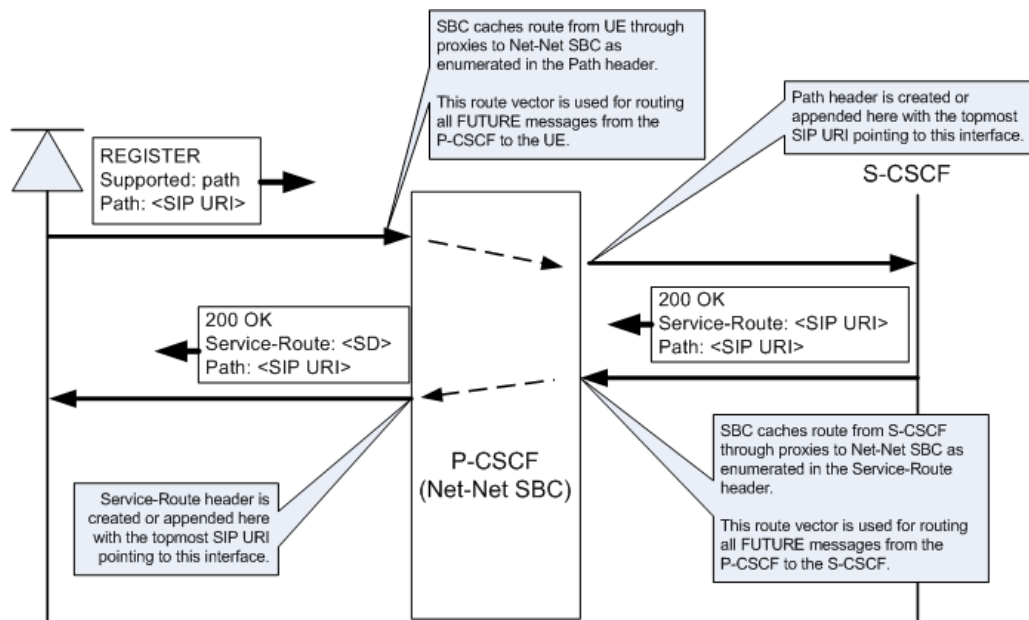 SBC caches route from UE through
proxies to Net-Net SBC as
enumerated in the Path header.
This route vector is used for routing
all FUTURE messages from the
P-CSCF to the UE.
Path header is created or
appended here with the topmost
SIP URI pointing to this interface.
REGISTER
Supported: path
Path: <SIP URI>
S-CSCF
200 OK
Service-Route: <SD>
Path: <SIP URI>
200 OK
Service-Route: <SIP URI>
Path: <SIP URI>
P-CSCF
(Net-Net SBC)
Service-Route header is
created or appended here
with the topmost SIP URI
pointing to this interface.
SBC caches route from S-CSCF
through proxies to Net-Net SBC as
enumerated in the Service-Route
header.
This route vector is used for routing
all FUTURE messages from the
P-CSCF to the S-CSCF.